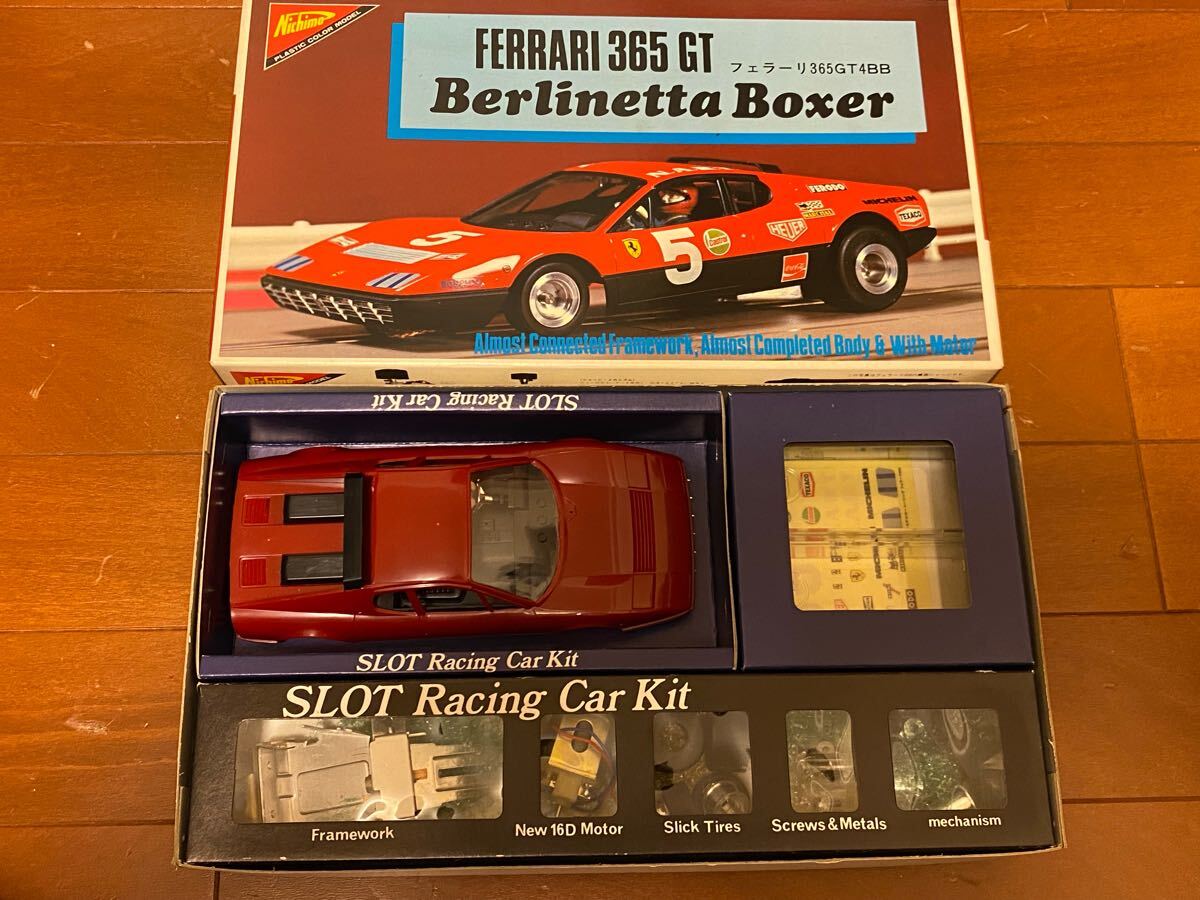 Nichimo
PLASTIC COLOR MODEL
FERRARI 365 GT フェラーリ365GT4BB
Berlinetta Boxer
FERODO
MICHELIN
TEXACO
HEUER
Castrol
5
5
Almost Connected Framework, Almost Completed Body & With Motor
Nichimo
SLOT Racing Car Kit
TEXACO
MICHELIN
SLOT Racing Car Kit
SLOT Racing Car Kit
Framework
New 16D Motor
Slick Tires
Screws & Metals
mechanism